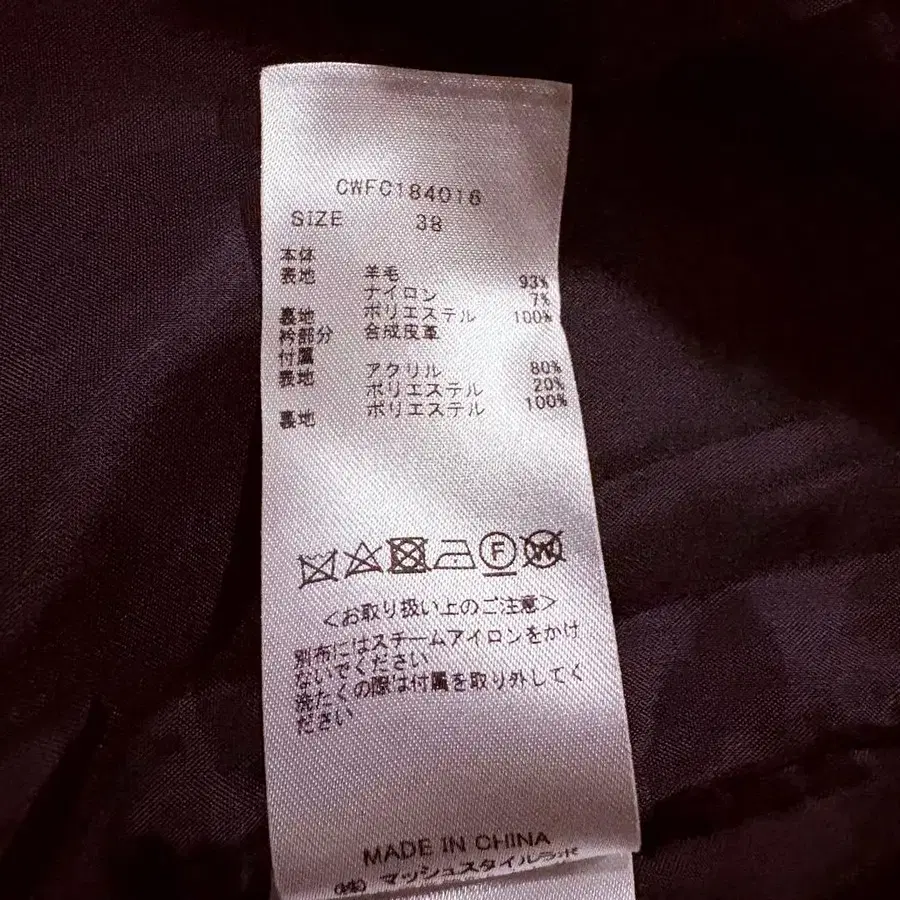 CWFC184016
SIZE 38
本体
表地 羊毛 93%
ナイロン 7%
裏地 ポリエステル 100%
衿部分 合成皮革
付属
表地 アクリル 80%
ポリエステル 20%
裏地 ポリエステル 100%
F
W
<お取り扱い上のご注意>
別布にはスチームアイロンをかけ
ないでください
洗たくの際は付属を取り外してく
ださい
MADE IN CHINA
(株)マッシュスタイルラボ